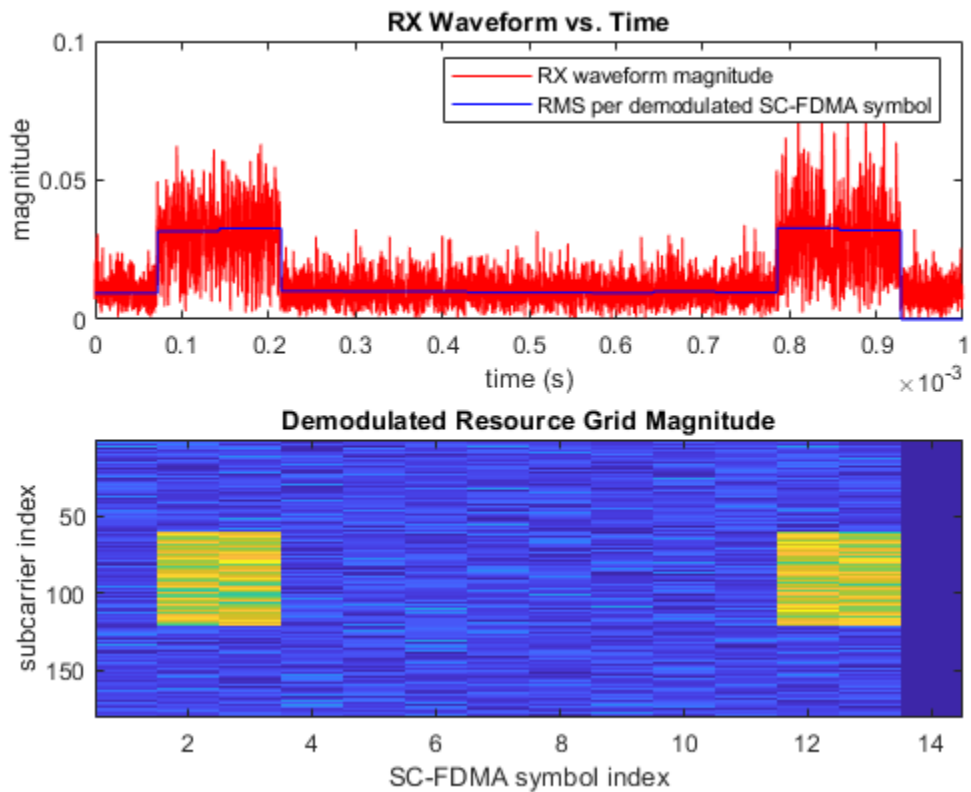 RX Waveform vs. Time
0.1
RX waveform magnitude
RMS per demodulated SC-FDMA symbol
magnitude
0.05
0
0 0.1 0.2 0.3 0.4 0.5 0.6 0.7 0.8 0.9 1
time (s)
×10⁻³
Demodulated Resource Grid Magnitude
subcarrier index
50
100
150
2 4 6 8 10 12 14
SC-FDMA symbol index